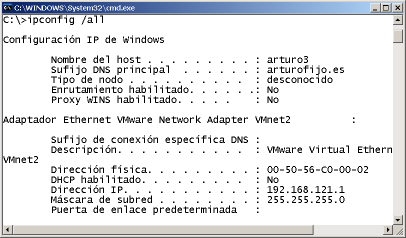 C:\WINDOWS\System32\cmd.exe
C:\>ipconfig /all
Configuración IP de Windows
Nombre del host . . . . . . . . . : arturo3
Sufijo DNS principal . . . . . . : arturofijo.es
Tipo de nodo . . . . . . . . . . : desconocido
Enrutamiento habilitado. . . . . .: No
Proxy WINS habilitado. . . . . : No
Adaptador Ethernet VMware Network Adapter VMnet2 :
Sufijo de conexión específica DNS :
Descripción. . . . . . . . . . . : VMware Virtual Ethern
VMnet2
Dirección física. . . . . . . . . : 00-50-56-C0-00-02
DHCP habilitado. . . . . . . . . : No
Dirección IP. . . . . . . . . . . : 192.168.121.1
Máscara de subred . . . . . . . . : 255.255.255.0
Puerta de enlace predeterminada :